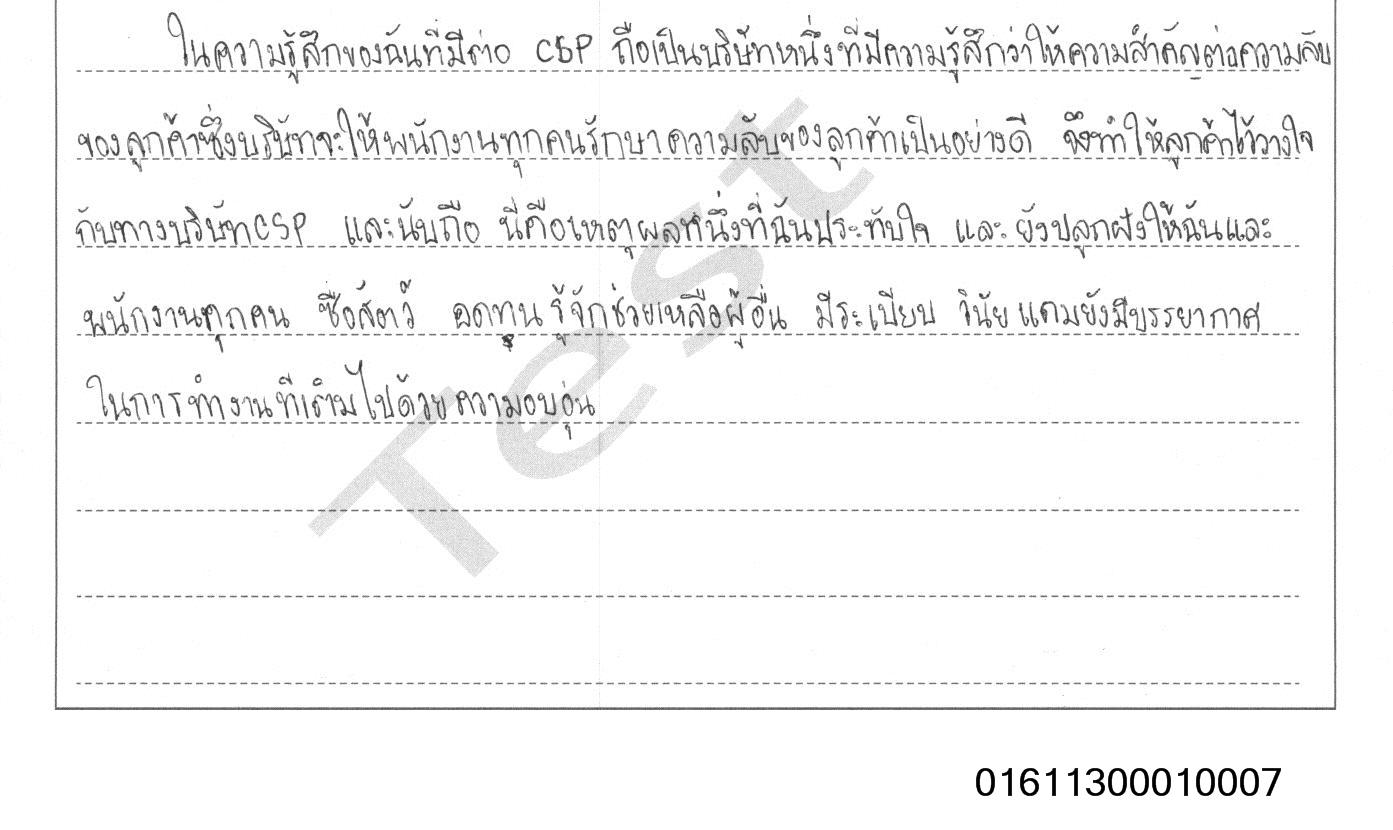 ในความรู้สึกของฉันที่มีต่อ CSP ถือเป็นบริษัทหนึ่งที่มีความรู้สึกว่าให้ความสำคัญต่อความลับ
ของลูกค้าซึ่งบริษัทจะให้พนักงานทุกคนรักษาความลับของลูกค้าเป็นอย่างดี จึงทำให้ลูกค้าไว้วางใจ
กับทางบริษัทCSP และนับถือ นี่คือเหตุผลหนึ่งที่ฉันประทับใจ และ ยังปลูกฝังให้ฉันและ
พนักงานทุกคน ซื่อสัตว์ อดทน รู้จักช่วยเหลือผู้อื่น มีระเบียบ วินัย แถมยังมีบรรยากาศ
ในการทำงานที่เต็มไปด้วยความอบอุ่น
Test
01611300010007